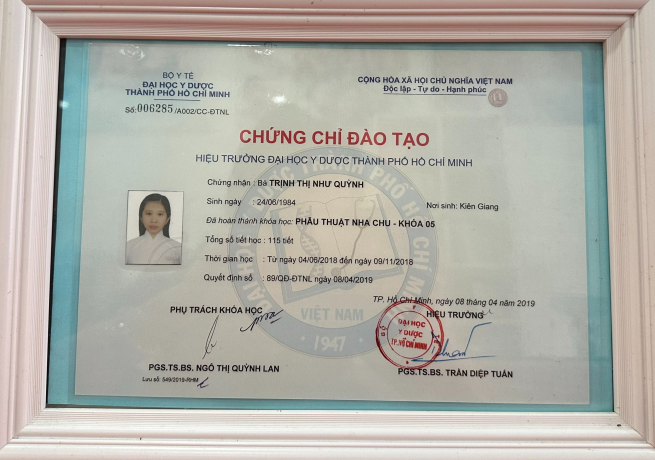 BỘ Y TẾ
ĐẠI HỌC Y DƯỢC
THÀNH PHỐ HỒ CHÍ MINH
Số: 006285 /A002/CC-ĐTNL
CỘNG HÒA XÃ HỘI CHỦ NGHĨA VIỆT NAM
Độc lập - Tự do - Hạnh phúc
CHỨNG CHỈ ĐÀO TẠO
HIỆU TRƯỞNG ĐẠI HỌC Y DƯỢC THÀNH PHỐ HỒ CHÍ MINH
Chứng nhận : Bà TRỊNH THỊ NHƯ QUỲNH
Sinh ngày : 24/06/1984 Nơi sinh: Kiên Giang
Đã hoàn thành khóa học: PHẪU THUẬT NHA CHU - KHÓA 05
Tổng số tiết học : 115 tiết
Thời gian học : Từ ngày 04/06/2018 đến ngày 09/11/2018
Quyết định số : 89/QĐ-ĐTNL ngày 08/04/2019
TP. Hồ Chí Minh, ngày 08 tháng 04 năm 2019
PHỤ TRÁCH KHÓA HỌC
HIỆU TRƯỞNG
ĐẠI HỌC
Y DƯỢC
TP.HỒ CHÍ MINH
VIỆT NAM
1947
PGS.TS.BS. NGÔ THỊ QUỲNH LAN
PGS.TS.BS. TRẦN DIỆP TUẤN
Lưu số: 549/2019-RHM